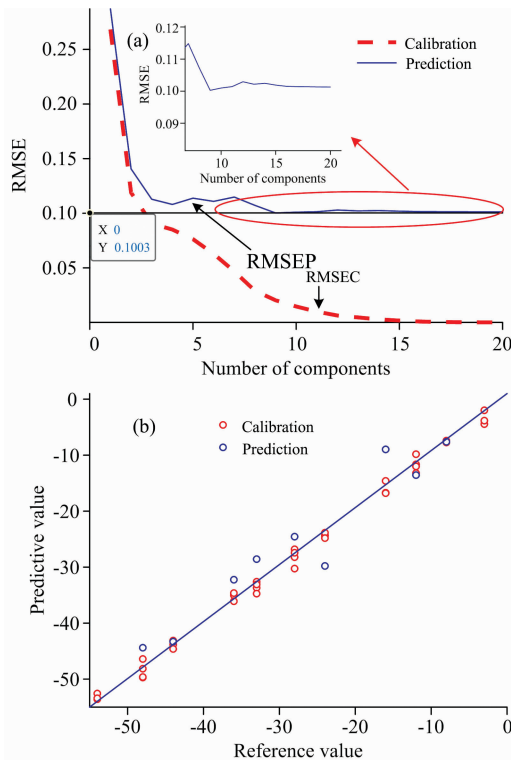 (a)
Calibration
Prediction
RMSE
0.25
0.20
0.15
0.10
0.05
0.12
0.11
0.10
0.09
RMSE
10
15
20
Number of components
X 0
Y 0.1003
RMSEP
RMSEC
0
5
10
15
20
Number of components
(b)
Calibration
Prediction
Predictive value
0
-10
-20
-30
-40
-50
-50
-40
-30
-20
-10
0
Reference value